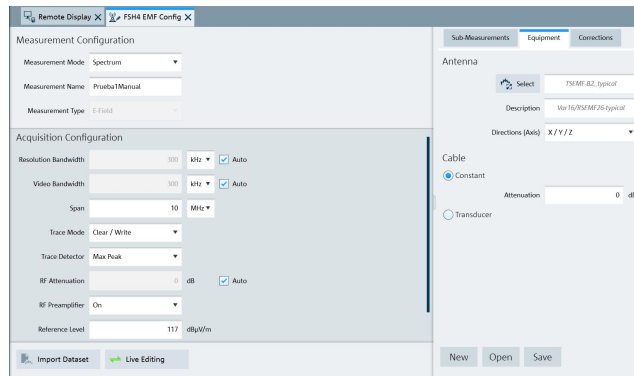 Remote Display
FSH4 EMF Config
Measurement Configuration
Measurement Mode Spectrum
Measurement Name Prueba1Manual
Measurement Type E-Field
Acquisition Configuration
Resolution Bandwidth 300 kHz Auto
Video Bandwidth 300 kHz Auto
Span 10 MHz
Trace Mode Clear / Write
Trace Detector Max Peak
RF Attenuation 0 dB Auto
RF Preamplifier On
Reference Level 117 dBµV/m
Import Dataset Live Editing
Sub-Measurements Equipment Corrections
Antenna
Select TSEMF-B2_typical
Description Var16/RSEMF26-typical
Directions (Axis) X / Y / Z
Cable
Constant
Attenuation 0
Transducer
New Open Save